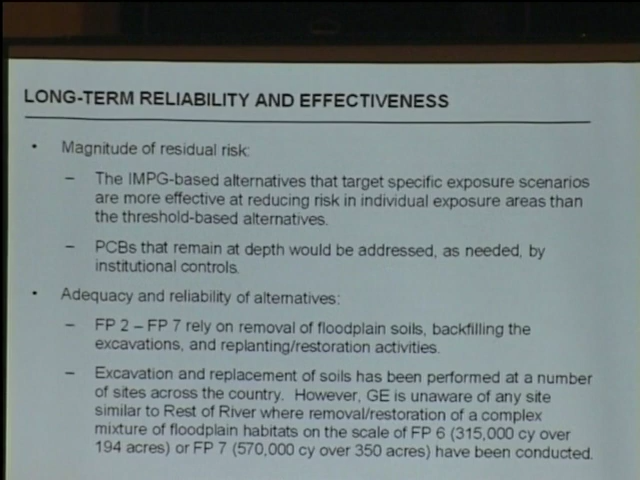 LONG-TERM RELIABILITY AND EFFECTIVENESS
• Magnitude of residual risk:
– The IMPG-based alternatives that target specific exposure scenarios
are more effective at reducing risk in individual exposure areas than
the threshold-based alternatives.
– PCBs that remain at depth would be addressed, as needed, by
institutional controls.
• Adequacy and reliability of alternatives:
– FP 2 – FP 7 rely on removal of floodplain soils, backfilling the
excavations, and replanting/restoration activities.
– Excavation and replacement of soils has been performed at a number
of sites across the country. However, GE is unaware of any site
similar to Rest of River where removal/restoration of a complex
mixture of floodplain habitats on the scale of FP 6 (315,000 cy over
194 acres) or FP 7 (570,000 cy over 350 acres) have been conducted.